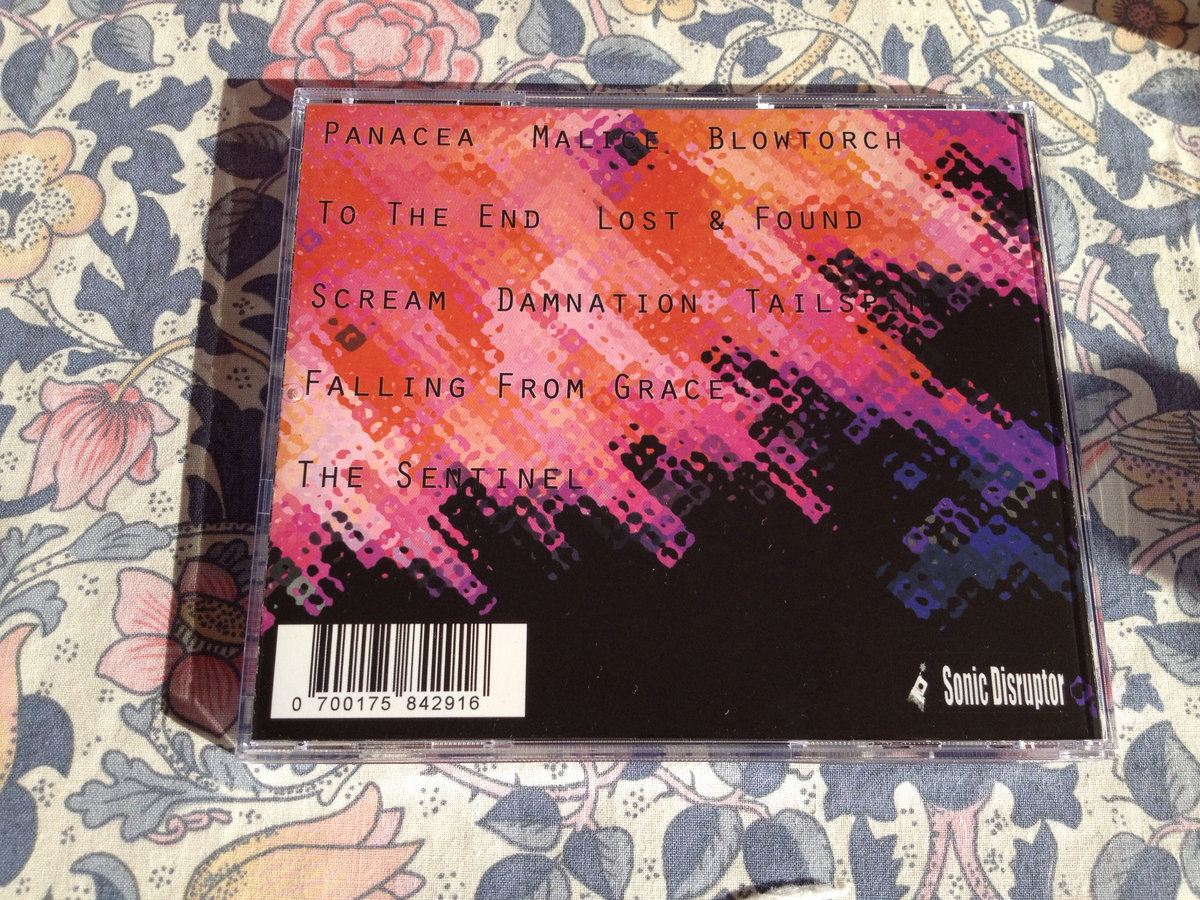 Panacea Malice Blowtorch
To The End Lost & Found
Scream Damnation Tailspin
Falling From Grace
The Sentinel
0 700175 842916
Sonic Disruptor